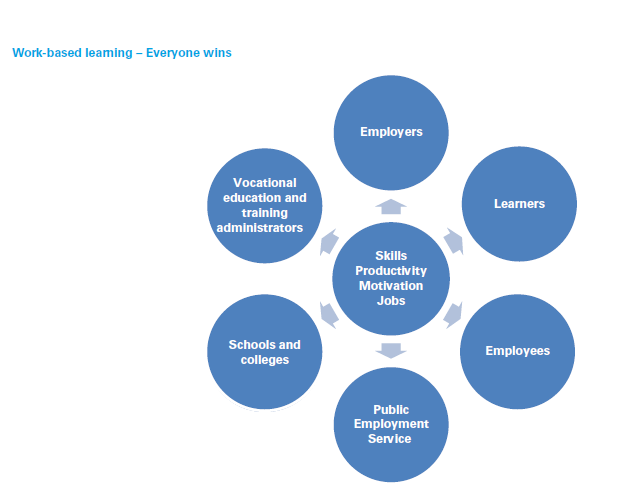 Work-based learning – Everyone wins
Employers
Vocational
education and
training
administrators
Learners
Skills
Productivity
Motivation
Jobs
Schools and
colleges
Employees
Public
Employment
Service